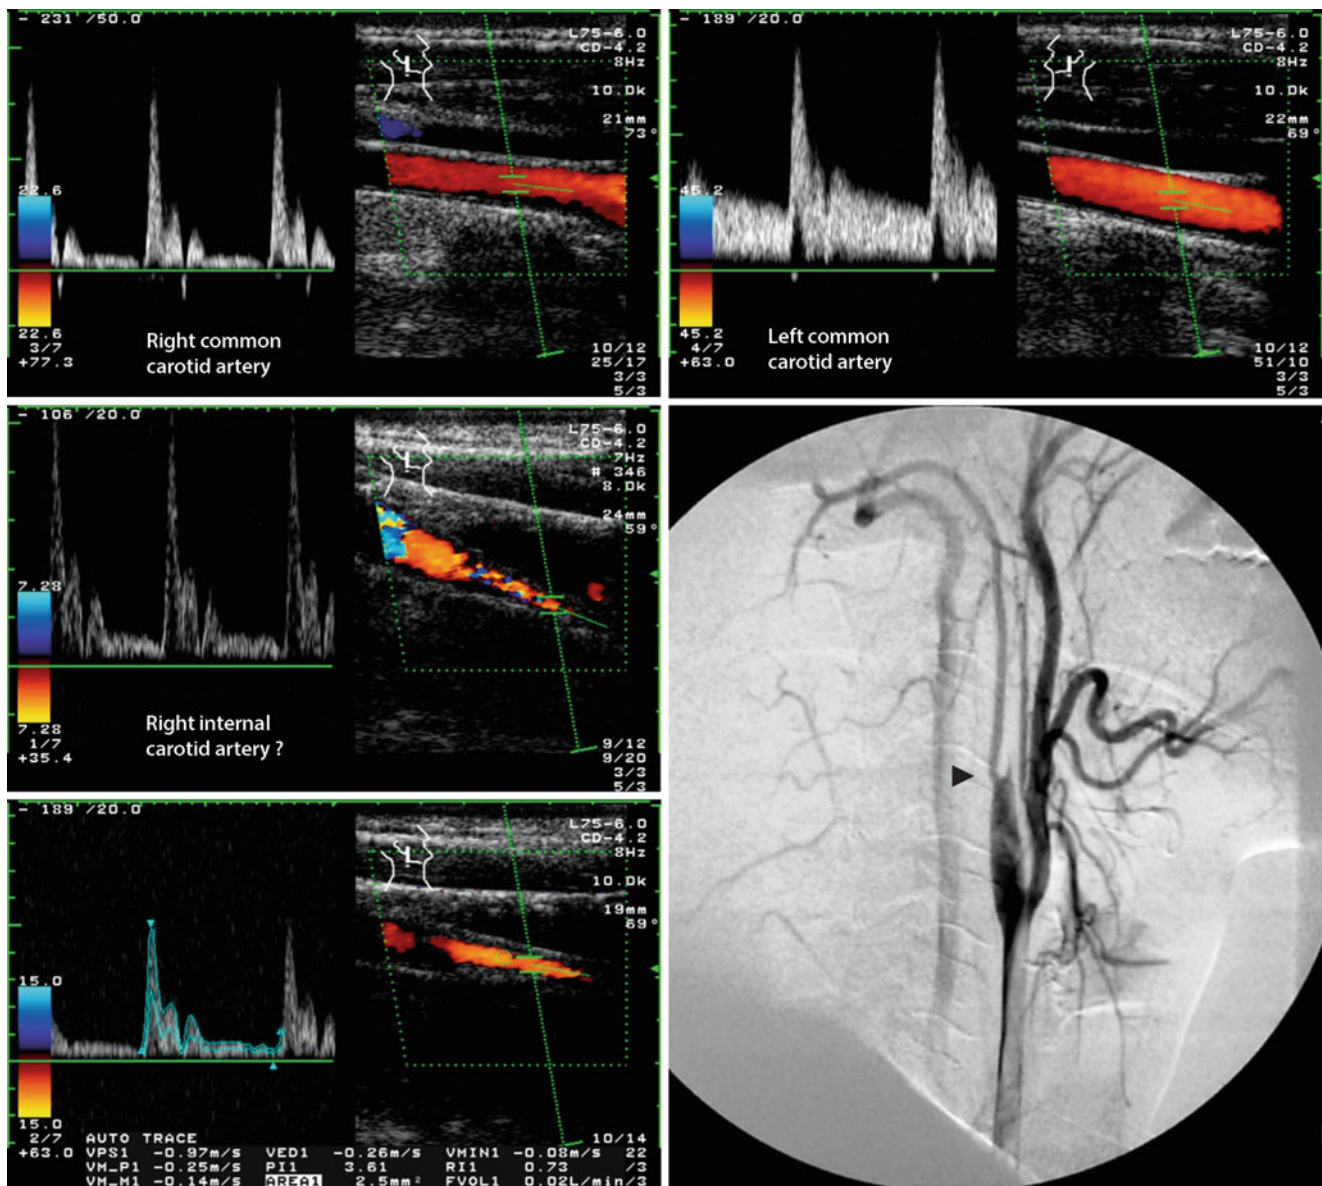 - 231 /50.0
L75-6.0
CD-4.2
8Hz
10.0k
21mm
73°
22.6
22.6
3/7
+77.3
Right common
carotid artery
10/12
25/17
3/3
5/3
- 189 /20.0
L75-6.0
CD-4.2
8Hz
10.0k
22mm
69°
45.2
45.2
4/7
+63.0
Left common
carotid artery
10/12
51/10
3/3
5/3
- 106 /20.0
L75-6.0
CD-4.2
7Hz
# 346
8.0k
24mm
59°
7.28
7.28
1/7
+35.4
Right internal
carotid artery ?
9/12
9/20
3/3
5/3
- 189 /20.0
L75-6.0
CD-4.2
8Hz
10.0k
19mm
69°
15.0
15.0
2/7
+63.0
10/14
AUTO TRACE
VPS1 -0.97m/s VED1 -0.26m/s VMIN1 -0.08m/s 22
VM_P1 -0.25m/s PI1 3.61 RI1 0.73 /3
VM_M1 -0.14m/s AREA1 2.5mm² FVOL1 0.02L/min/3